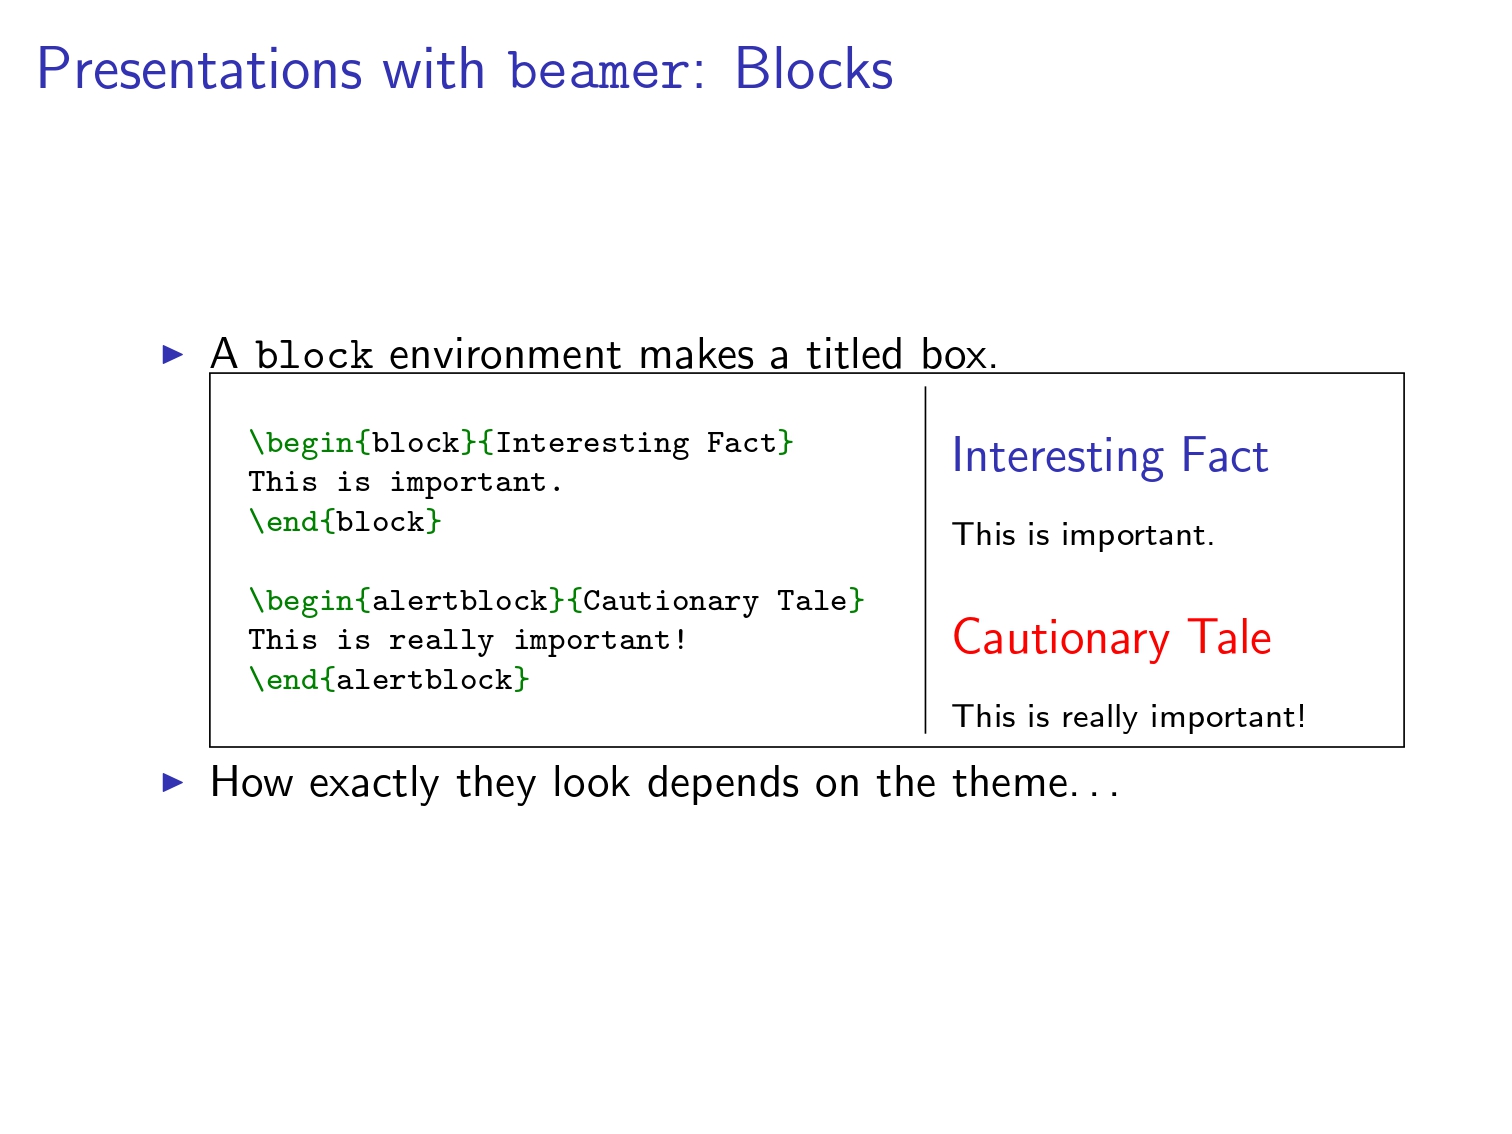 Presentations with beamer: Blocks
▶ A block environment makes a titled box.
\begin{block}{Interesting Fact}
This is important.
\end{block}
\begin{alertblock}{Cautionary Tale}
This is really important!
\end{alertblock}
Interesting Fact
This is important.
Cautionary Tale
This is really important!
▶ How exactly they look depends on the theme...